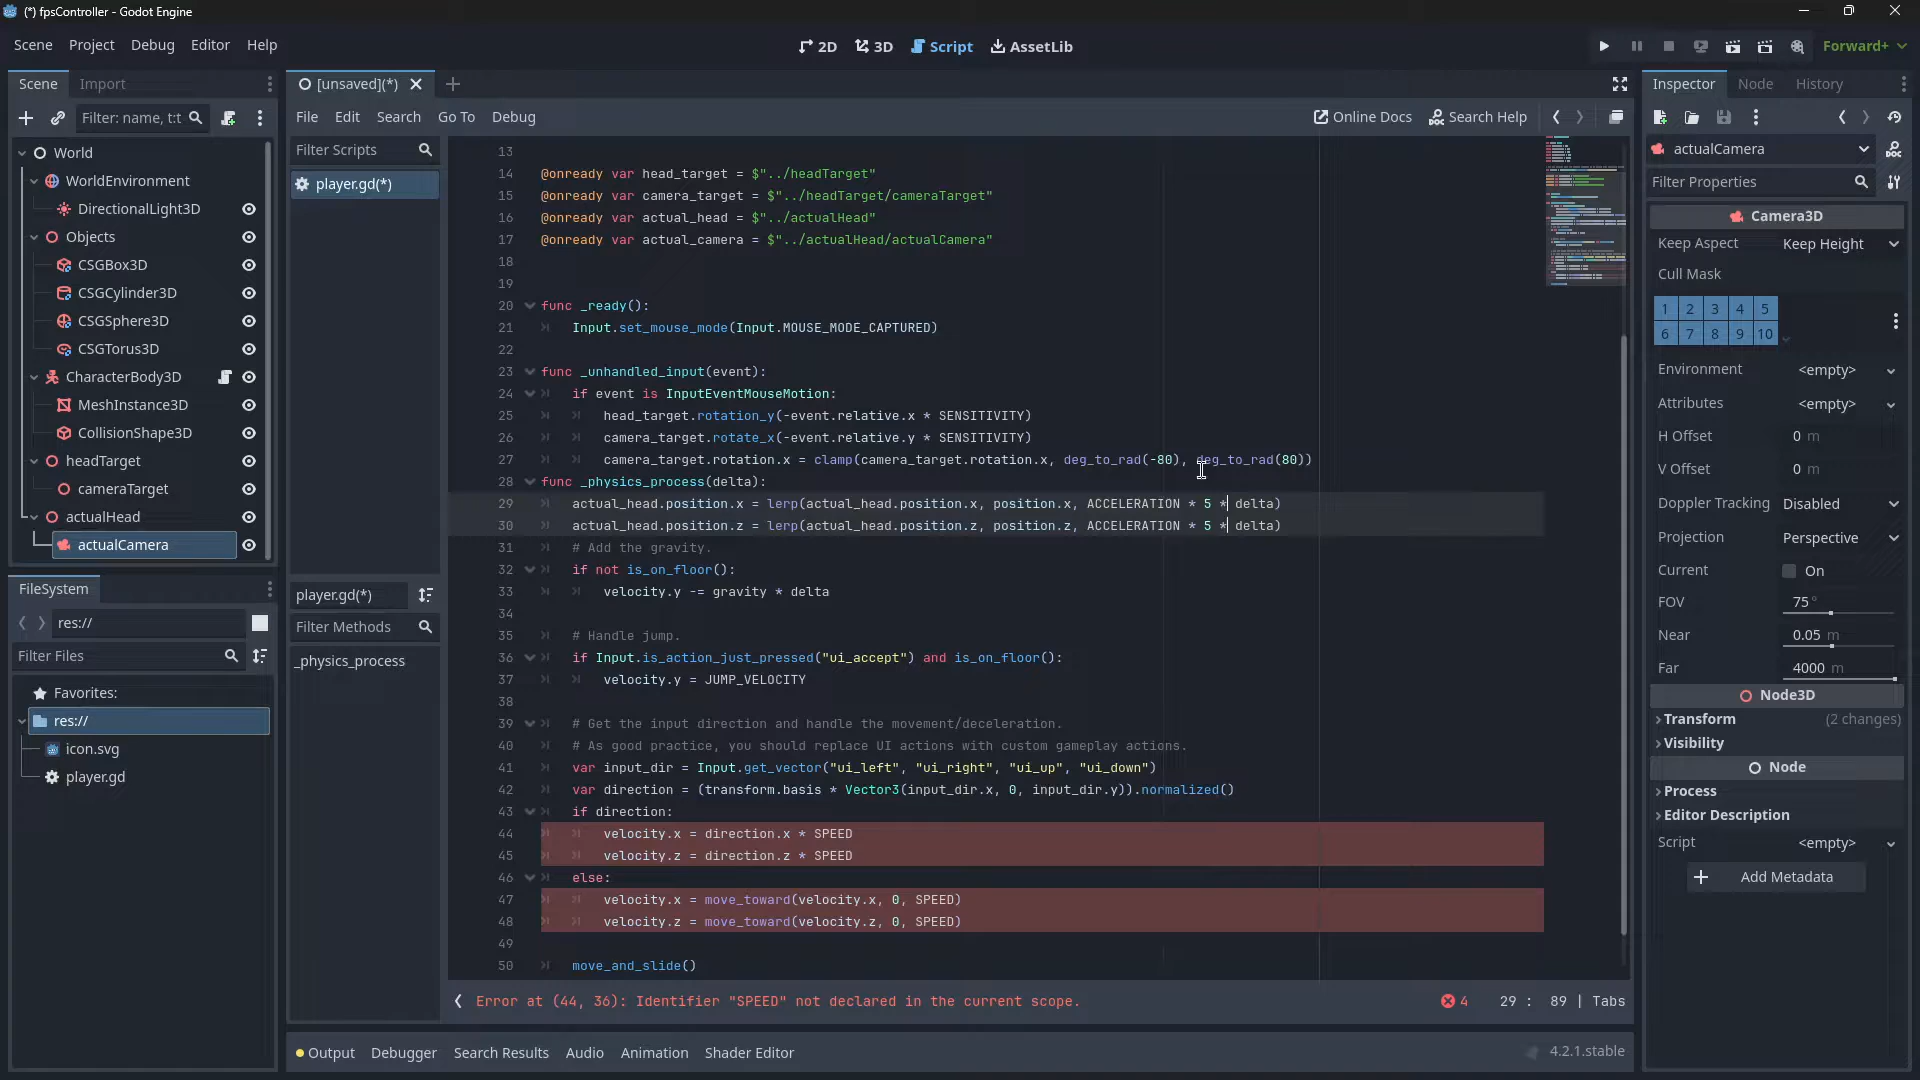 (*) fpsController - Godot Engine
Scene Project Debug Editor Help
2D 3D Script AssetLib
Forward+
Scene Import
Filter: name, t:t
World
WorldEnvironment
DirectionalLight3D
Objects
CSGBox3D
CSGCylinder3D
CSGSphere3D
CSGTorus3D
CharacterBody3D
MeshInstance3D
CollisionShape3D
headTarget
cameraTarget
actualHead
actualCamera
FileSystem
res://
Filter Files
Favorites:
res://
icon.svg
player.gd
[unsaved](*)
File Edit Search Go To Debug
Online Docs Search Help
Filter Scripts
player.gd(*)
player.gd(*)
Filter Methods
_physics_process
13
14 @onready var head_target = $"../headTarget"
15 @onready var camera_target = $"../headTarget/cameraTarget"
16 @onready var actual_head = $"../actualHead"
17 @onready var actual_camera = $"../actualHead/actualCamera"
18
19
20 func _ready():
21 Input.set_mouse_mode(Input.MOUSE_MODE_CAPTURED)
22
23 func _unhandled_input(event):
24 if event is InputEventMouseMotion:
25 head_target.rotation_y(-event.relative.x * SENSITIVITY)
26 camera_target.rotate_x(-event.relative.y * SENSITIVITY)
27 camera_target.rotation.x = clamp(camera_target.rotation.x, deg_to_rad(-80), deg_to_rad(80))
28 func _physics_process(delta):
29 actual_head.position.x = lerp(actual_head.position.x, position.x, ACCELERATION * 5 * delta)
30 actual_head.position.z = lerp(actual_head.position.z, position.z, ACCELERATION * 5 * delta)
31 # Add the gravity.
32 if not is_on_floor():
33 velocity.y -= gravity * delta
34
35 # Handle jump.
36 if Input.is_action_just_pressed("ui_accept") and is_on_floor():
37 velocity.y = JUMP_VELOCITY
38
39 # Get the input direction and handle the movement/deceleration.
40 # As good practice, you should replace UI actions with custom gameplay actions.
41 var input_dir = Input.get_vector("ui_left", "ui_right", "ui_up", "ui_down")
42 var direction = (transform.basis * Vector3(input_dir.x, 0, input_dir.y)).normalized()
43 if direction:
44 velocity.x = direction.x * SPEED
45 velocity.z = direction.z * SPEED
46 else:
47 velocity.x = move_toward(velocity.x, 0, SPEED)
48 velocity.z = move_toward(velocity.z, 0, SPEED)
49
50 move_and_slide()
Error at (44, 36): Identifier "SPEED" not declared in the current scope.
4 29 : 89 | Tabs
Output Debugger Search Results Audio Animation Shader Editor
4.2.1.stable
Inspector Node History
actualCamera
Filter Properties
Camera3D
Keep Aspect Keep Height
Cull Mask
1 2 3 4 5
6 7 8 9 10
Environment <empty>
Attributes <empty>
H Offset 0 m
V Offset 0 m
Doppler Tracking Disabled
Projection Perspective
Current On
FOV 75 °
Near 0.05 m
Far 4000 m
Node3D
Transform (2 changes)
Visibility
Node
Process
Editor Description
Script <empty>
Add Metadata